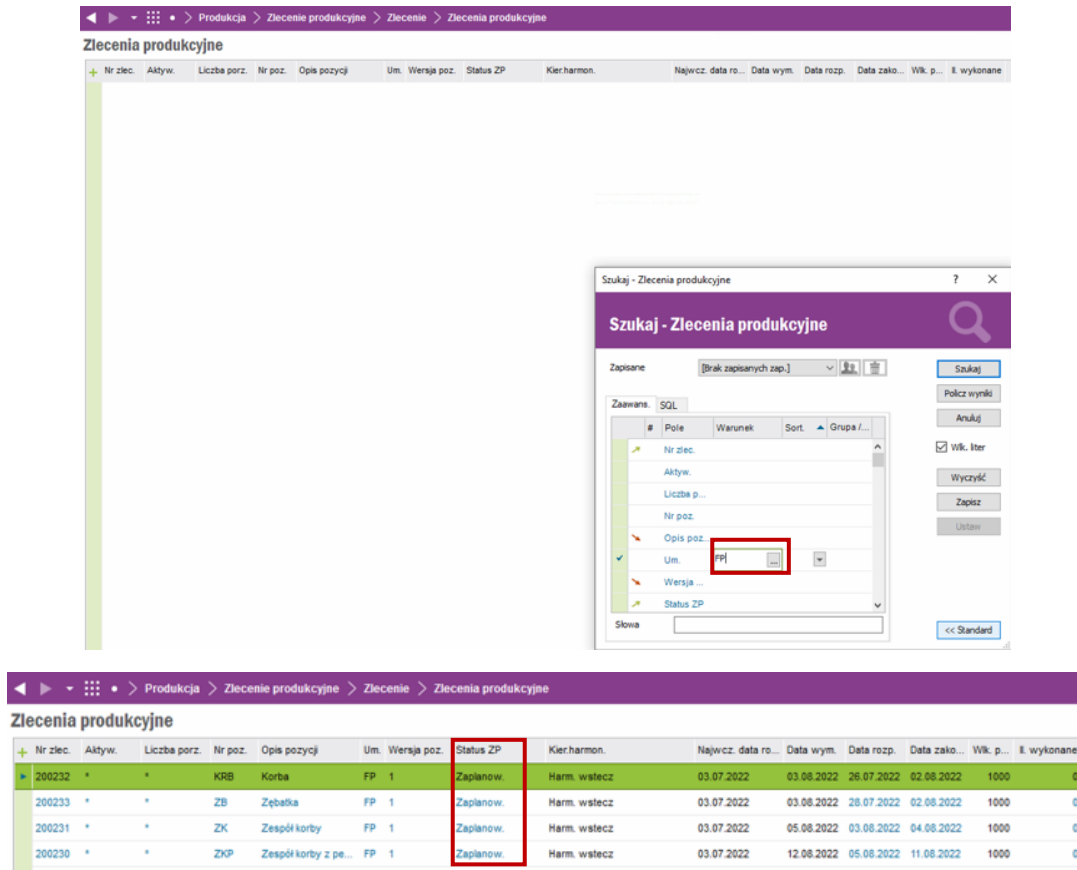 Produkcja > Zlecenie produkcyjne > Zlecenie > Zlecenia produkcyjne
Zlecenia produkcyjne
Nr zlec. Aktyw. Liczba porz. Nr poz. Opis pozycji Um. Wersja poz. Status ZP Kier.harmon. Najwcz. data ro... Data wym. Data rozp. Data zako... Wlk. p... Il. wykonane
Szukaj - Zlecenia produkcyjne ?
Szukaj - Zlecenia produkcyjne
Zapisane [Brak zapisanych zap.] Szukaj
Policz wyniki
Zaawans. SQL Anuluj
# Pole Warunek Sort. Grupa /...
Nr zlec. Wlk. liter
Aktyw. Wyczyść
Liczba p...
Nr poz. Zapisz
Opis poz... Ustaw
Um. FP ...
Wersja ...
Status ZP
Słowa << Standard
Produkcja > Zlecenie produkcyjne > Zlecenie > Zlecenia produkcyjne
Zlecenia produkcyjne
Nr zlec. Aktyw. Liczba porz. Nr poz. Opis pozycji Um. Wersja poz. Status ZP Kier.harmon. Najwcz. data ro... Data wym. Data rozp. Data zako... Wlk. p... Il. wykonane
200232 * * KRB Korba FP 1 Zaplanow. Harm. wstecz 03.07.2022 03.08.2022 26.07.2022 02.08.2022 1000 0
200233 * * ZB Zębatka FP 1 Zaplanow. Harm. wstecz 03.07.2022 03.08.2022 28.07.2022 02.08.2022 1000 0
200231 * * ZK Zespół korby FP 1 Zaplanow. Harm. wstecz 03.07.2022 05.08.2022 03.08.2022 04.08.2022 1000 0
200230 * * ZKP Zespół korby z pe... FP 1 Zaplanow. Harm. wstecz 03.07.2022 12.08.2022 05.08.2022 11.08.2022 1000 0